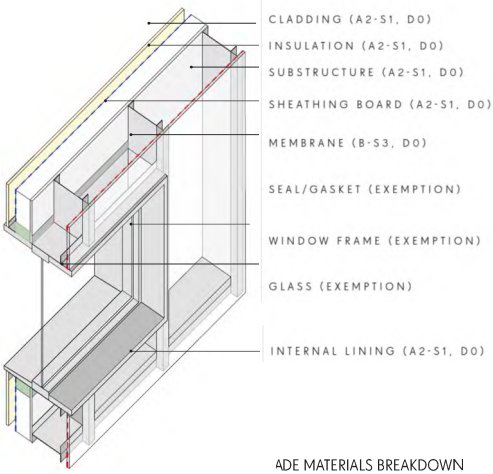 CLADDING (A2-S1, D0)
INSULATION (A2-S1, D0)
SUBSTRUCTURE (A2-S1, D0)
SHEATHING BOARD (A2-S1, D0)
MEMBRANE (B-S3, D0)
SEAL/GASKET (EXEMPTION)
WINDOW FRAME (EXEMPTION)
GLASS (EXEMPTION)
INTERNAL LINING (A2-S1, D0)
ADE MATERIALS BREAKDOWN